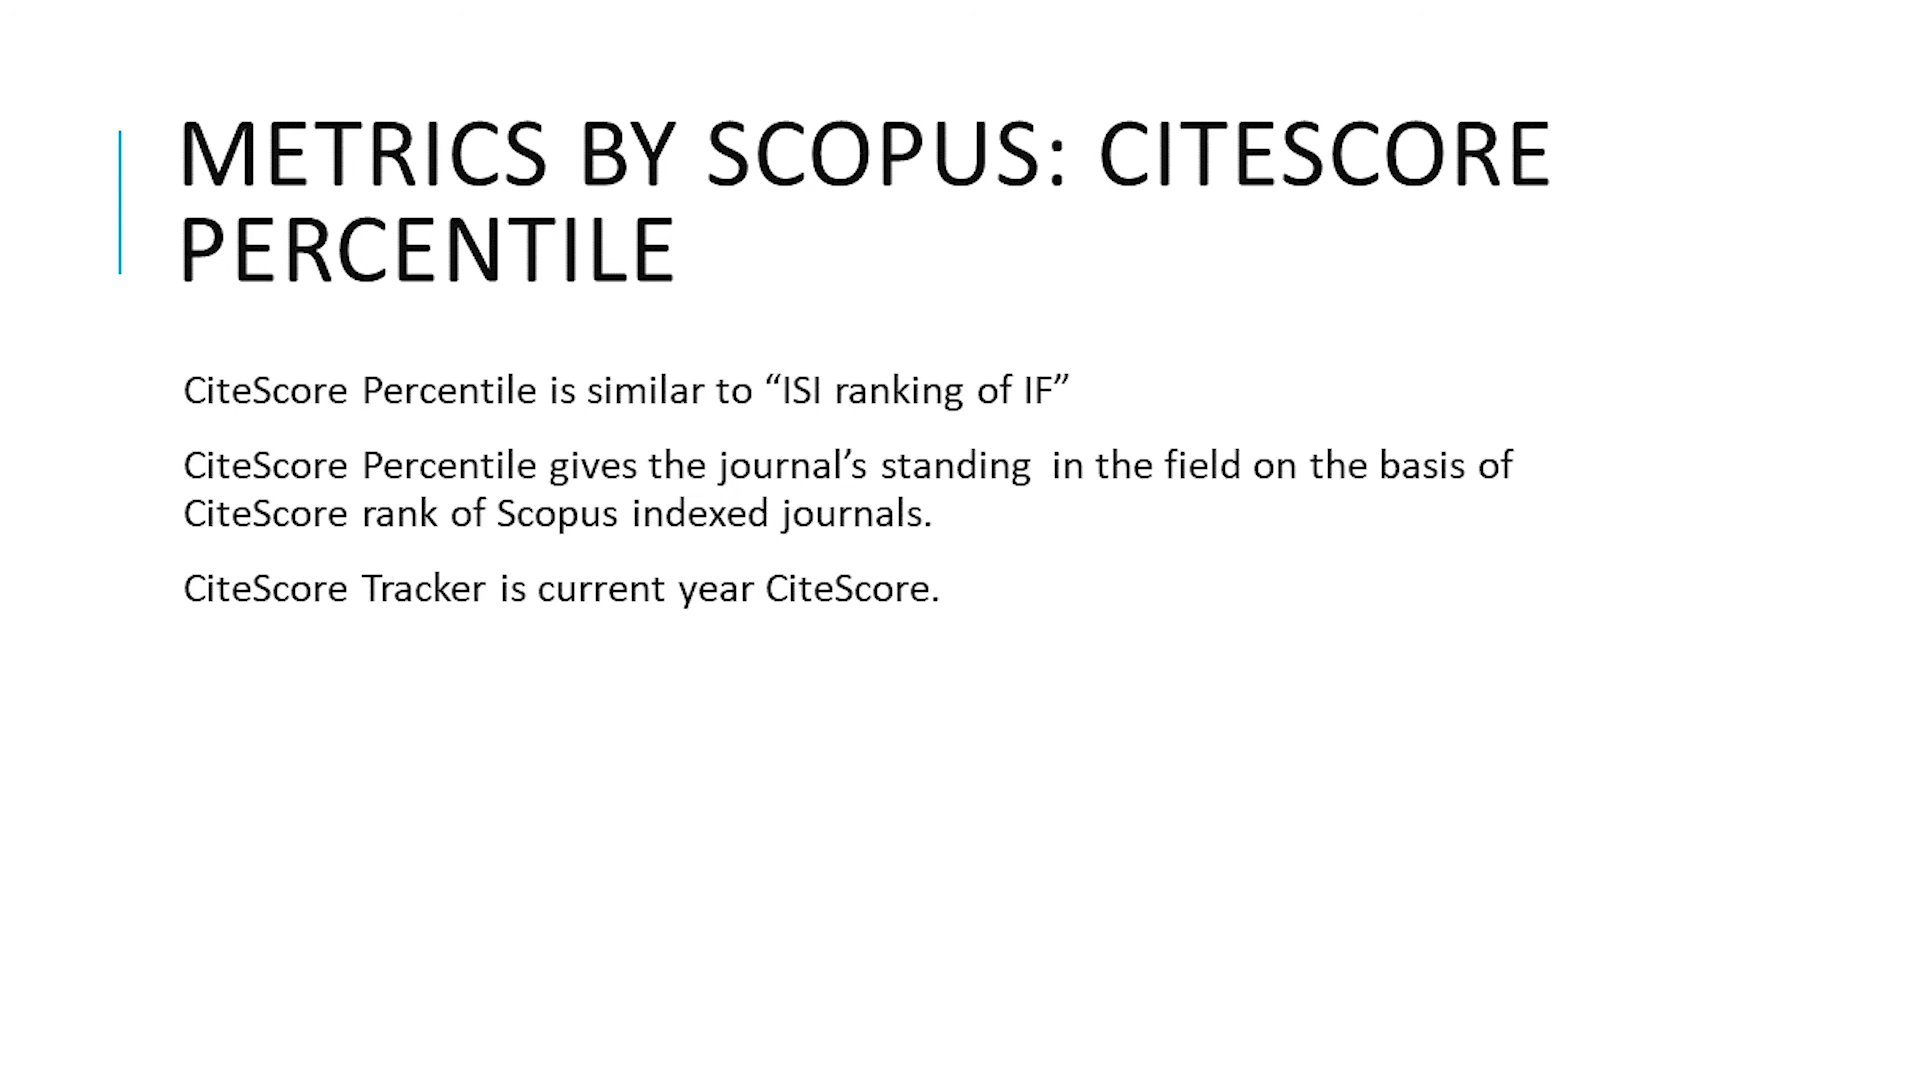 METRICS BY SCOPUS: CITESCORE
PERCENTILE
CiteScore Percentile is similar to “ISI ranking of IF”
CiteScore Percentile gives the journal’s standing  in the field on the basis of
CiteScore rank of Scopus indexed journals.
CiteScore Tracker is current year CiteScore.